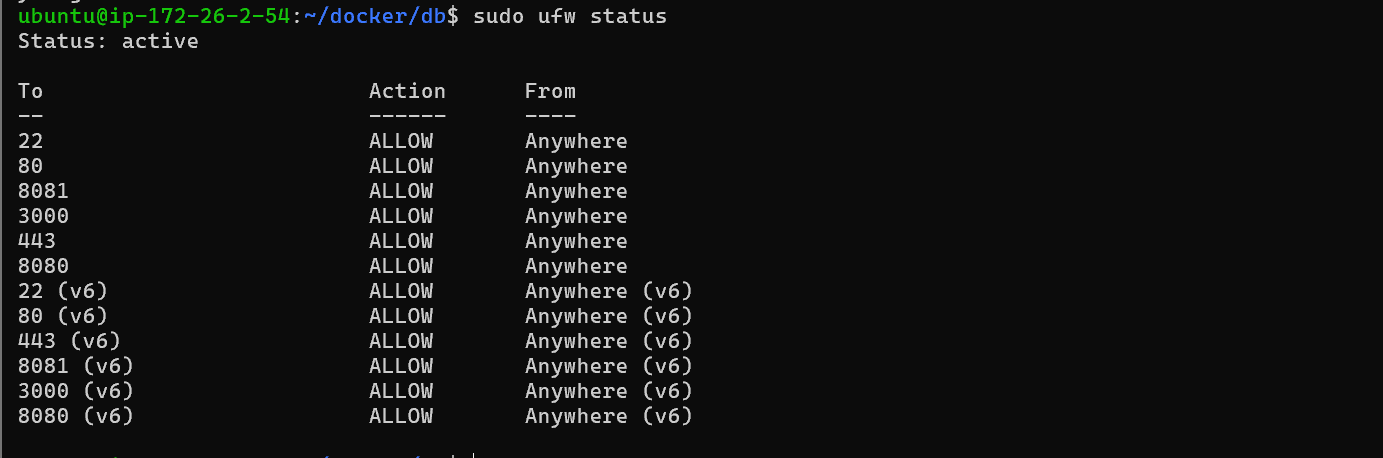 ubuntu@ip-172-26-2-54:~/docker/db$ sudo ufw status
Status: active
To Action From
-- ------ ----
22 ALLOW Anywhere
80 ALLOW Anywhere
8081 ALLOW Anywhere
3000 ALLOW Anywhere
443 ALLOW Anywhere
8080 ALLOW Anywhere
22 (v6) ALLOW Anywhere (v6)
80 (v6) ALLOW Anywhere (v6)
443 (v6) ALLOW Anywhere (v6)
8081 (v6) ALLOW Anywhere (v6)
3000 (v6) ALLOW Anywhere (v6)
8080 (v6) ALLOW Anywhere (v6)